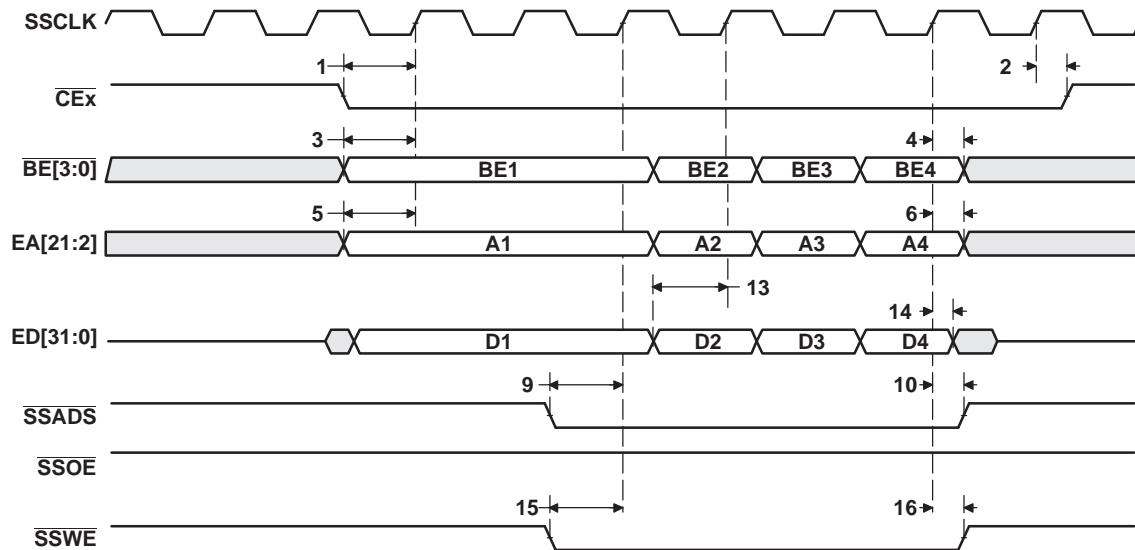 SSCLK
1
2
CEx
3
4
BE[3:0]
BE1 BE2 BE3 BE4
5
6
EA[21:2]
A1 A2 A3 A4
13
14
ED[31:0]
D1 D2 D3 D4
9
10
SSADS
SSOE
15
16
SSWE